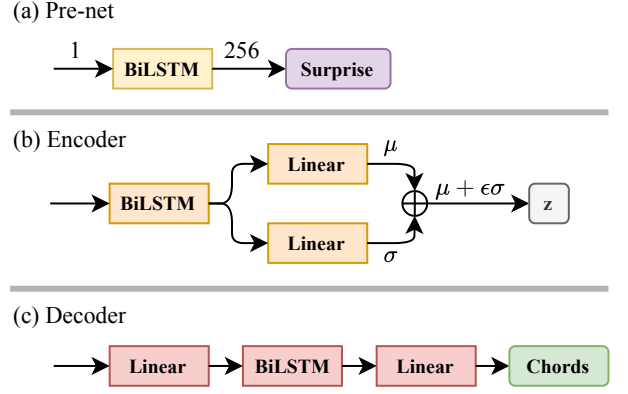 (a) Pre-net
1 BiLSTM 256 Surprise
(b) Encoder
Linear μ
BiLSTM μ + ϵσ z
Linear σ
(c) Decoder
Linear BiLSTM Linear Chords